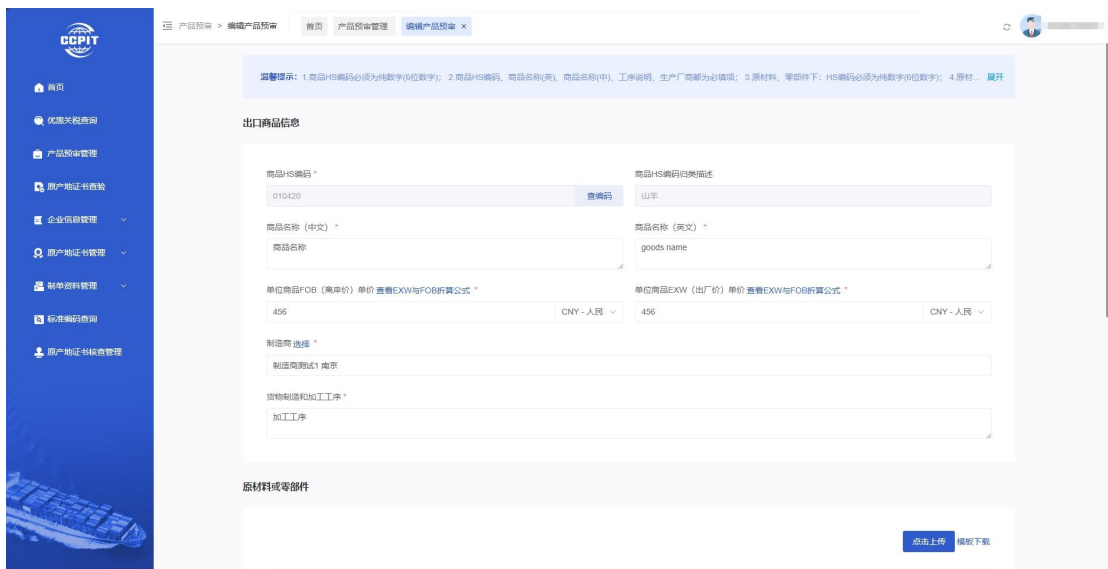 CCPIT
产品预审 > 编辑产品预审 首页 产品预审管理 编辑产品预审 ×
首页
优惠关税查询
产品预审管理
原产地证书查验
企业信息管理
原产地证书管理
制单资料管理
标准编码查询
原产地证书核查管理
温馨提示：1.商品HS编码必须为纯数字(6位数字)； 2.商品HS编码、商品名称(英)、商品名称(中)、工序说明、生产厂商都为必填项； 3.原材料、零部件下：HS编码必须为纯数字(6位数字)； 4.原材... 展开
出口商品信息
商品HS编码 * 商品HS编码归类描述
010420 查编码 山羊
商品名称（中文） * 商品名称（英文） *
商品名称 goods name
单位商品FOB（离岸价）单价 查看EXW与FOB折算公式 * 单位商品EXW（出厂价）单价 查看EXW与FOB折算公式 *
456 CNY - 人民 456 CNY - 人民
制造商 选择 *
制造商测试1 南京
货物制造和加工工序 *
加工工序
原材料或零部件
点击上传 模板下载